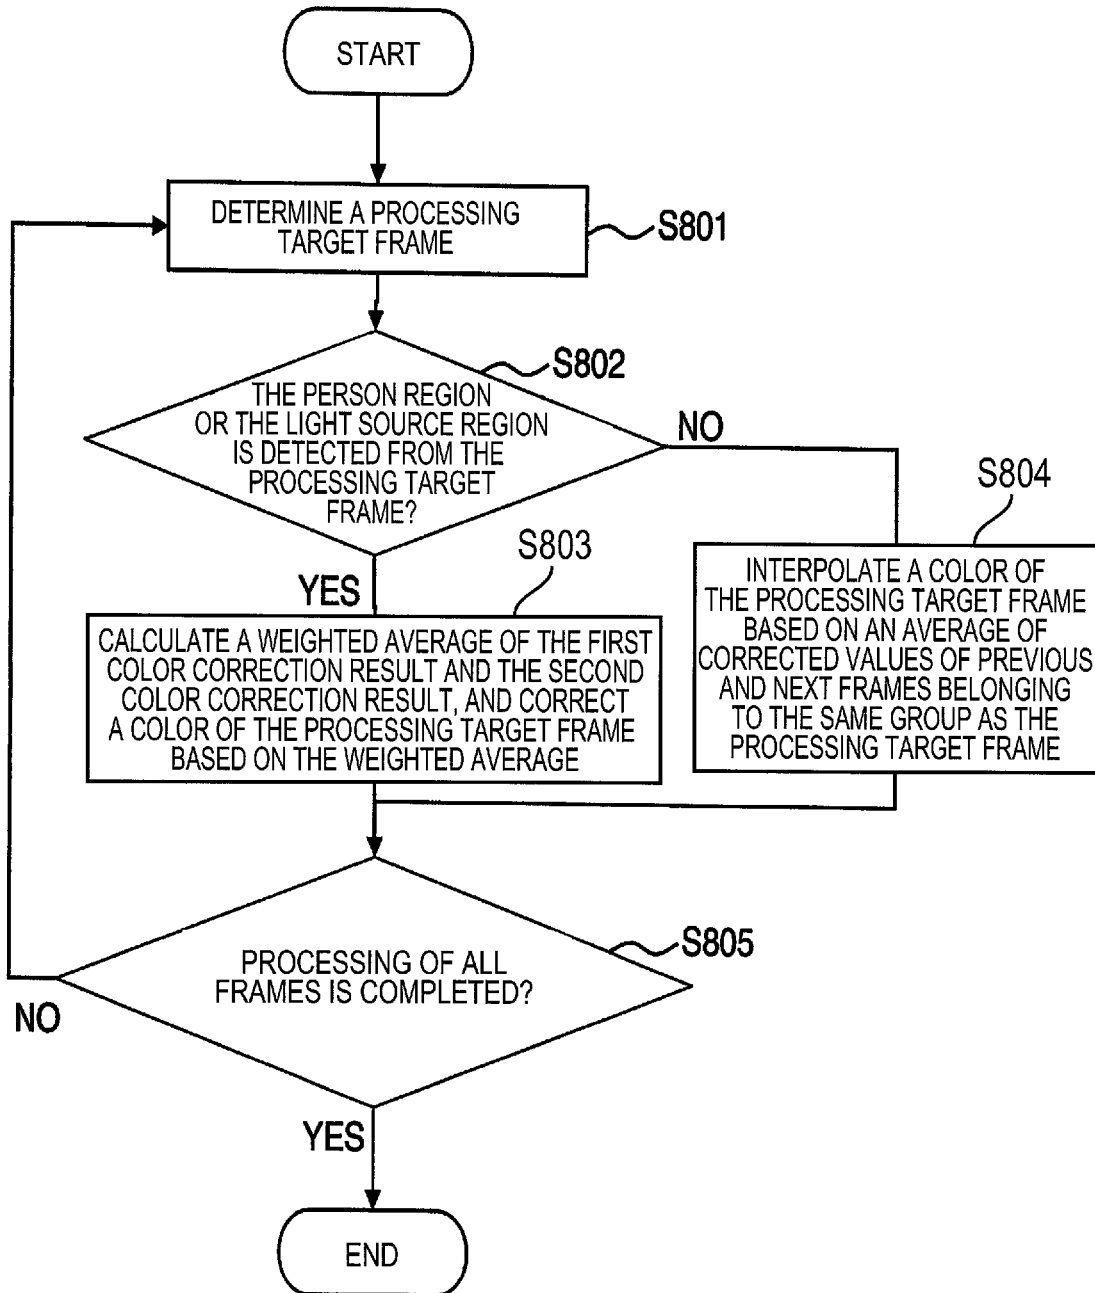 START
DETERMINE A PROCESSING
TARGET FRAME
S801
S802
THE PERSON REGION
OR THE LIGHT SOURCE REGION
IS DETECTED FROM THE
PROCESSING TARGET
FRAME?
NO
YES
S803
CALCULATE A WEIGHTED AVERAGE OF THE FIRST
COLOR CORRECTION RESULT AND THE SECOND
COLOR CORRECTION RESULT, AND CORRECT
A COLOR OF THE PROCESSING TARGET FRAME
BASED ON THE WEIGHTED AVERAGE
S804
INTERPOLATE A COLOR OF
THE PROCESSING TARGET FRAME
BASED ON AN AVERAGE OF
CORRECTED VALUES OF PREVIOUS
AND NEXT FRAMES BELONGING
TO THE SAME GROUP AS THE
PROCESSING TARGET FRAME
S805
PROCESSING OF ALL
FRAMES IS COMPLETED?
NO
YES
END